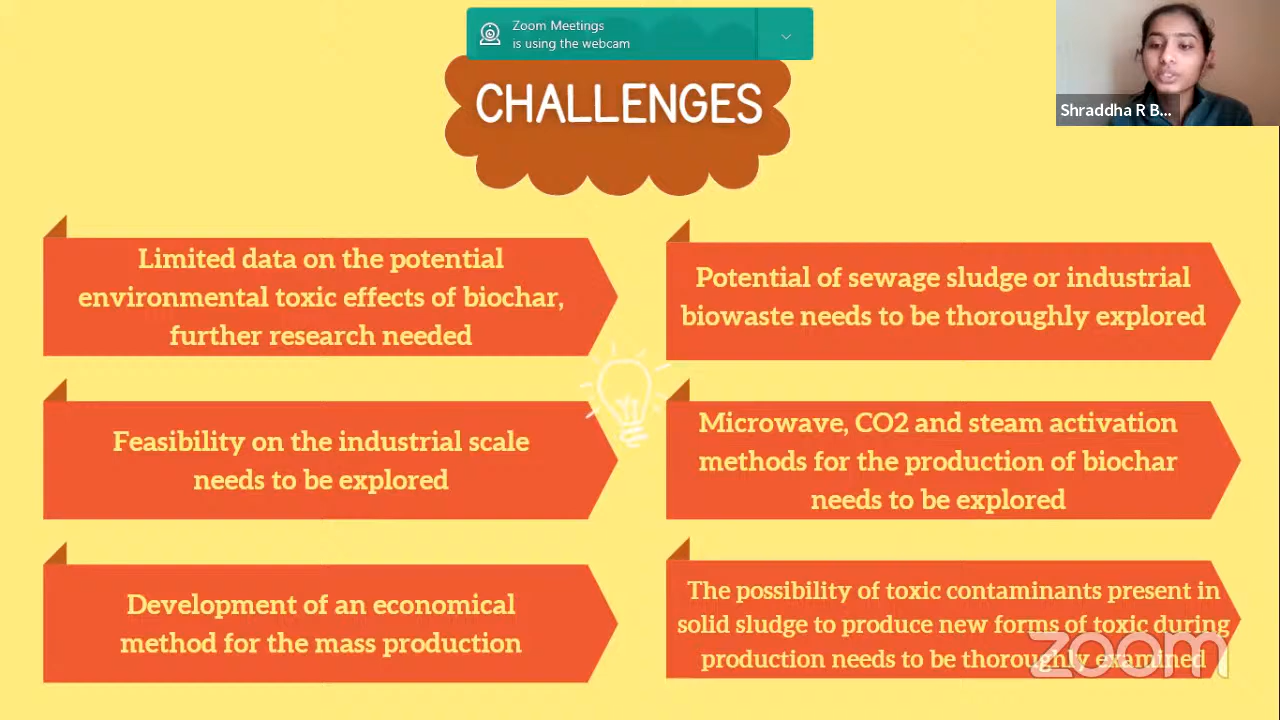 Zoom Meetings
is using the webcam
Shraddha R B...
CHALLENGES
Limited data on the potential
environmental toxic effects of biochar,
further research needed
Potential of sewage sludge or industrial
biowaste needs to be thoroughly explored
Feasibility on the industrial scale
needs to be explored
Microwave, CO2 and steam activation
methods for the production of biochar
needs to be explored
Development of an economical
method for the mass production
The possibility of toxic contaminants present in
solid sludge to produce new forms of toxic during
production needs to be thoroughly examined
zoom